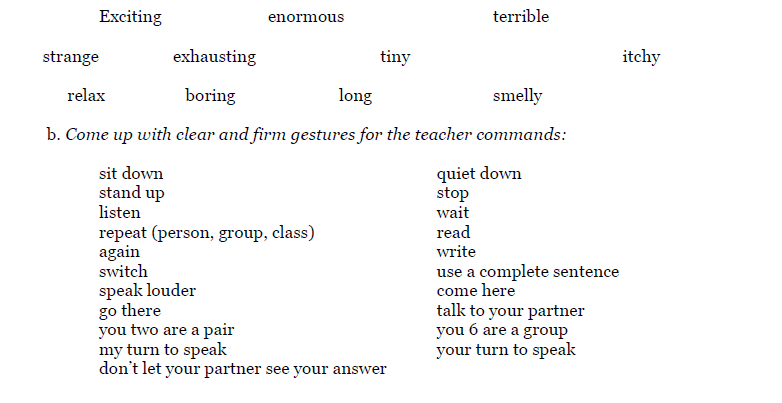 Exciting enormous terrible
strange exhausting tiny itchy
relax boring long smelly
b. Come up with clear and firm gestures for the teacher commands:
sit down quiet down
stand up stop
listen wait
repeat (person, group, class) read
again write
switch use a complete sentence
speak louder come here
go there talk to your partner
you two are a pair you 6 are a group
my turn to speak your turn to speak
don't let your partner see your answer